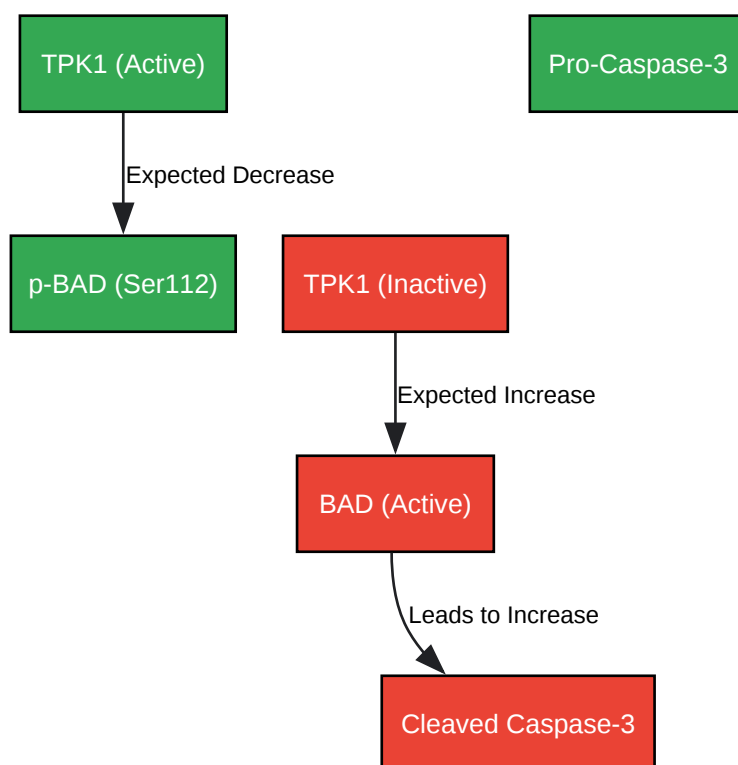 TPK1 (Active)
Pro-Caspase-3
Expected Decrease
p-BAD (Ser112)
TPK1 (Inactive)
Expected Increase
BAD (Active)
Leads to Increase
Cleaved Caspase-3